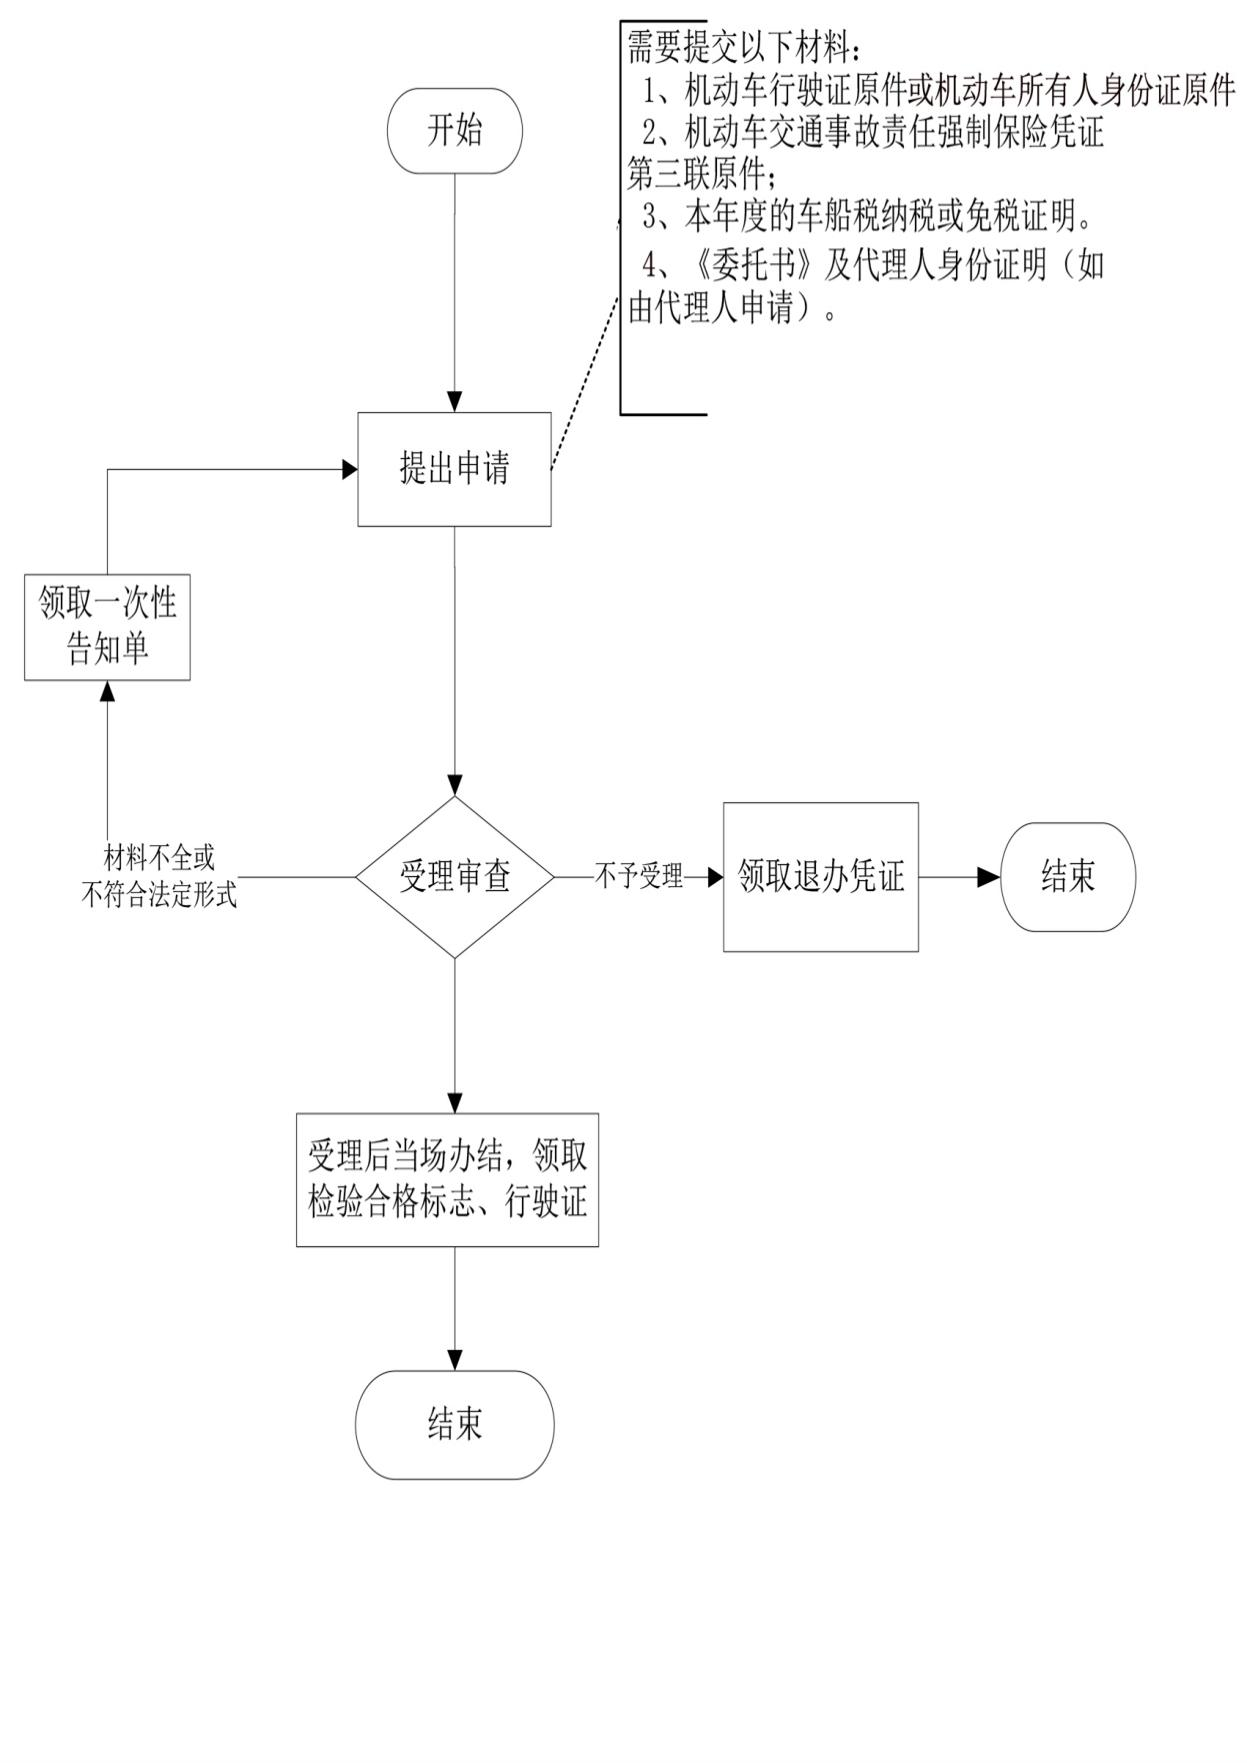 需要提交以下材料：
1、机动车行驶证原件或机动车所有人身份证原件
2、机动车交通事故责任强制保险凭证
第三联原件；
3、本年度的车船税纳税或免税证明。
4、《委托书》及代理人身份证明（如
由代理人申请）。
开始
提出申请
领取一次性
告知单
材料不全或
不符合法定形式
受理审查
不予受理
领取退办凭证
结束
受理后当场办结，领取
检验合格标志、行驶证
结束